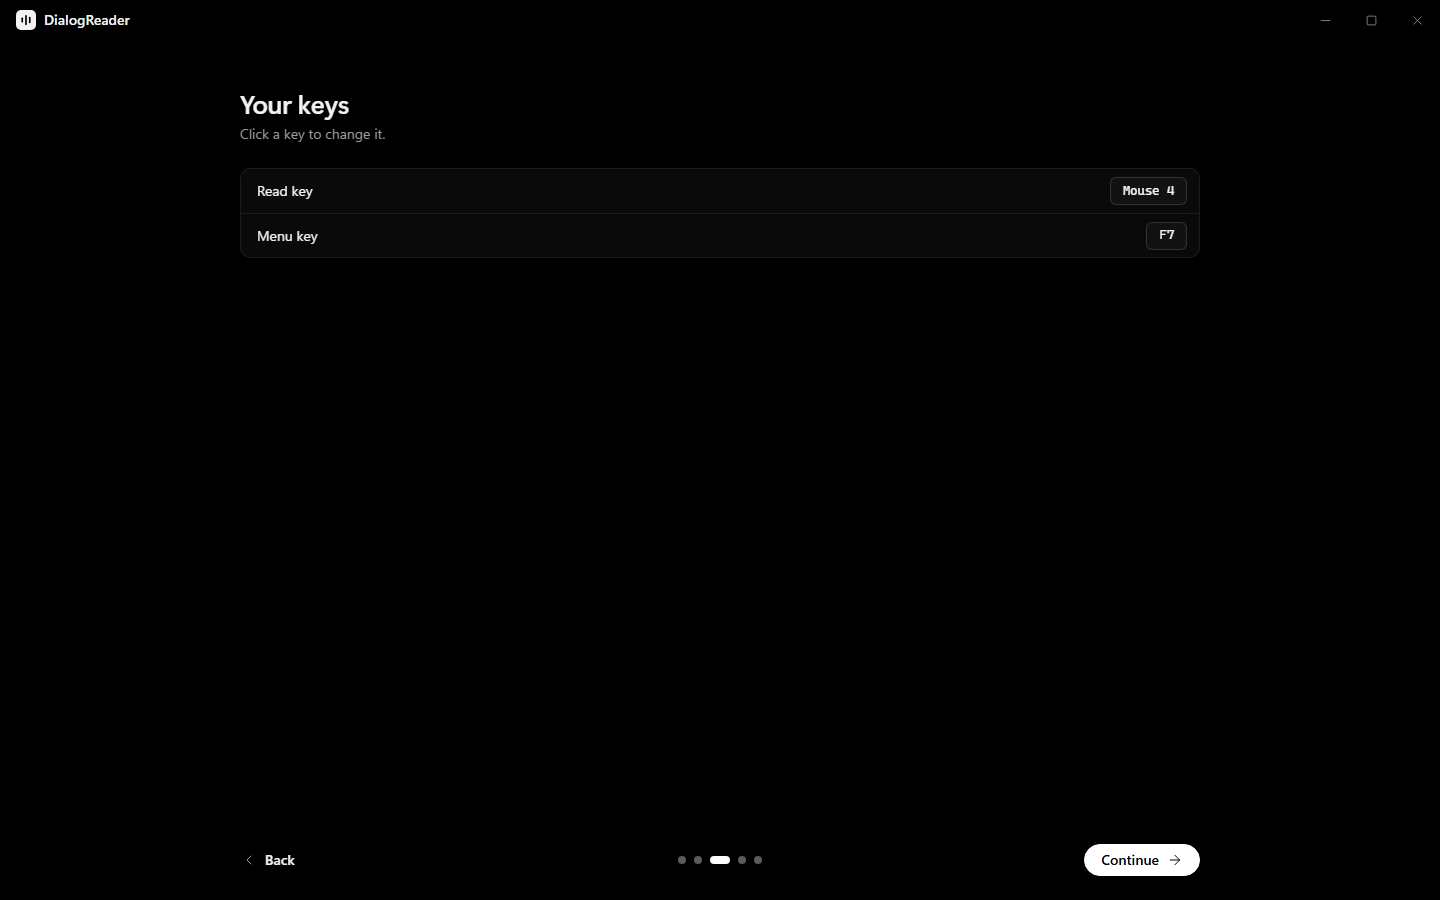 DialogReader
Your keys
Click a key to change it.
Read key
Mouse 4
Menu key
F7
Back
Continue